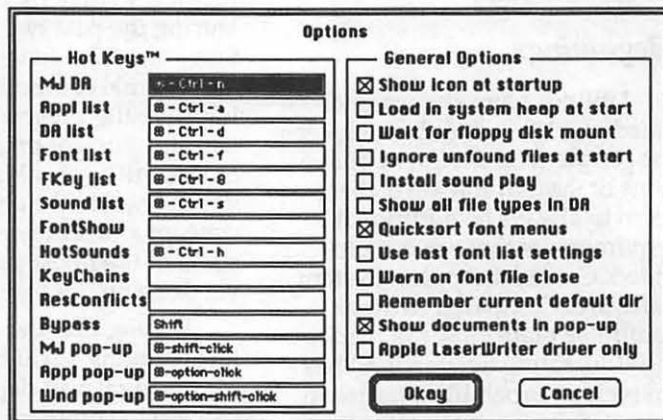 Options
Hot Keys™
MJ DA ⌘-Ctrl-n
Appl list ⌘-Ctrl-a
DA list ⌘-Ctrl-d
Font list ⌘-Ctrl-f
FKey list ⌘-Ctrl-8
Sound list ⌘-Ctrl-s
FontShow
HotSounds ⌘-Ctrl-h
KeyChains
ResConflicts
Bypass Shift
MJ pop-up ⌘-shift-click
Appl pop-up ⌘-option-click
Wnd pop-up ⌘-option-shift-click
General Options
Show icon at startup
Load in system heap at start
Wait for floppy disk mount
Ignore unfound files at start
Install sound play
Show all file types in DA
Quicksort font menus
Use last font list settings
Warn on font file close
Remember current default dir
Show documents in pop-up
Apple LaserWriter driver only
Okay
Cancel